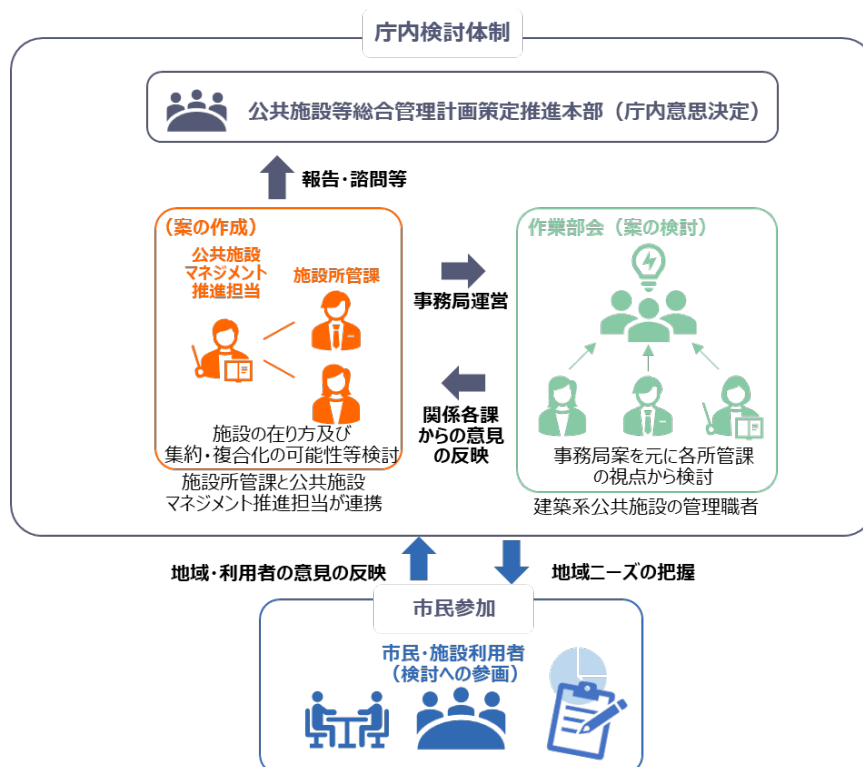 庁内検討体制
公共施設等総合管理計画策定推進本部（庁内意思決定）
報告・諮問等
（案の作成）
公共施設
マネジメント
推進担当
施設所管課
施設の在り方及び
集約・複合化の可能性等検討
施設所管課と公共施設
マネジメント推進担当が連携
事務局運営
関係各課
からの意見
の反映
作業部会（案の検討）
事務局案を元に各所管課
の視点から検討
建築系公共施設の管理職者
地域・利用者の意見の反映
地域ニーズの把握
市民参加
市民・施設利用者
（検討への参画）